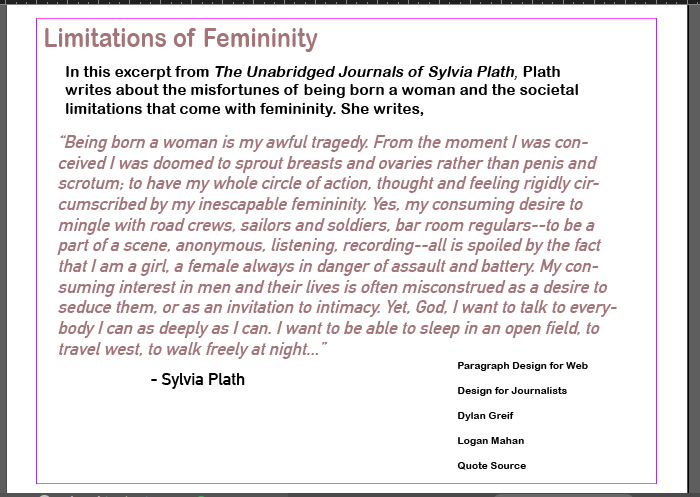 Limitations of Femininity
In this excerpt from The Unabridged Journals of Sylvia Plath, Plath
writes about the misfortunes of being born a woman and the societal
limitations that come with femininity. She writes,
“Being born a woman is my awful tragedy. From the moment I was con-
ceived I was doomed to sprout breasts and ovaries rather than penis and
scrotum; to have my whole circle of action, thought and feeling rigidly cir-
cumscribed by my inescapable femininity. Yes, my consuming desire to
mingle with road crews, sailors and soldiers, bar room regulars--to be a
part of a scene, anonymous, listening, recording--all is spoiled by the fact
that I am a girl, a female always in danger of assault and battery. My con-
suming interest in men and their lives is often misconstrued as a desire to
seduce them, or as an invitation to intimacy. Yet, God, I want to talk to every-
body I can as deeply as I can. I want to be able to sleep in an open field, to
travel west, to walk freely at night...”
- Sylvia Plath
Paragraph Design for Web
Design for Journalists
Dylan Greif
Logan Mahan
Quote Source